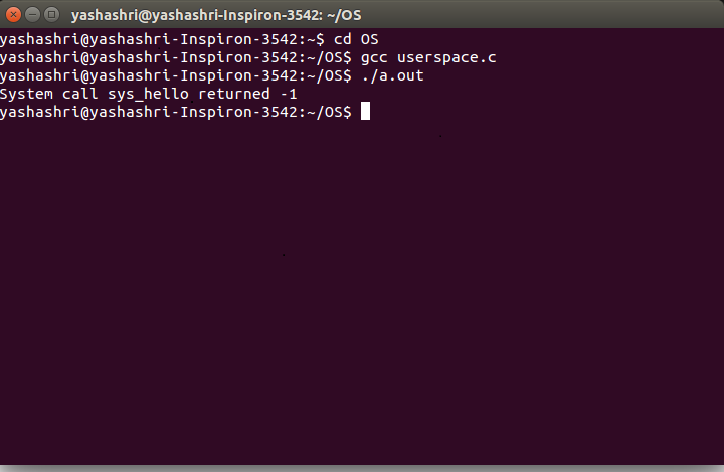 yashashri@yashashri-Inspiron-3542: ~/OS
yashashri@yashashri-Inspiron-3542:~$ cd OS
yashashri@yashashri-Inspiron-3542:~/OS$ gcc userspace.c
yashashri@yashashri-Inspiron-3542:~/OS$ ./a.out
System call sys_hello returned -1
yashashri@yashashri-Inspiron-3542:~/OS$